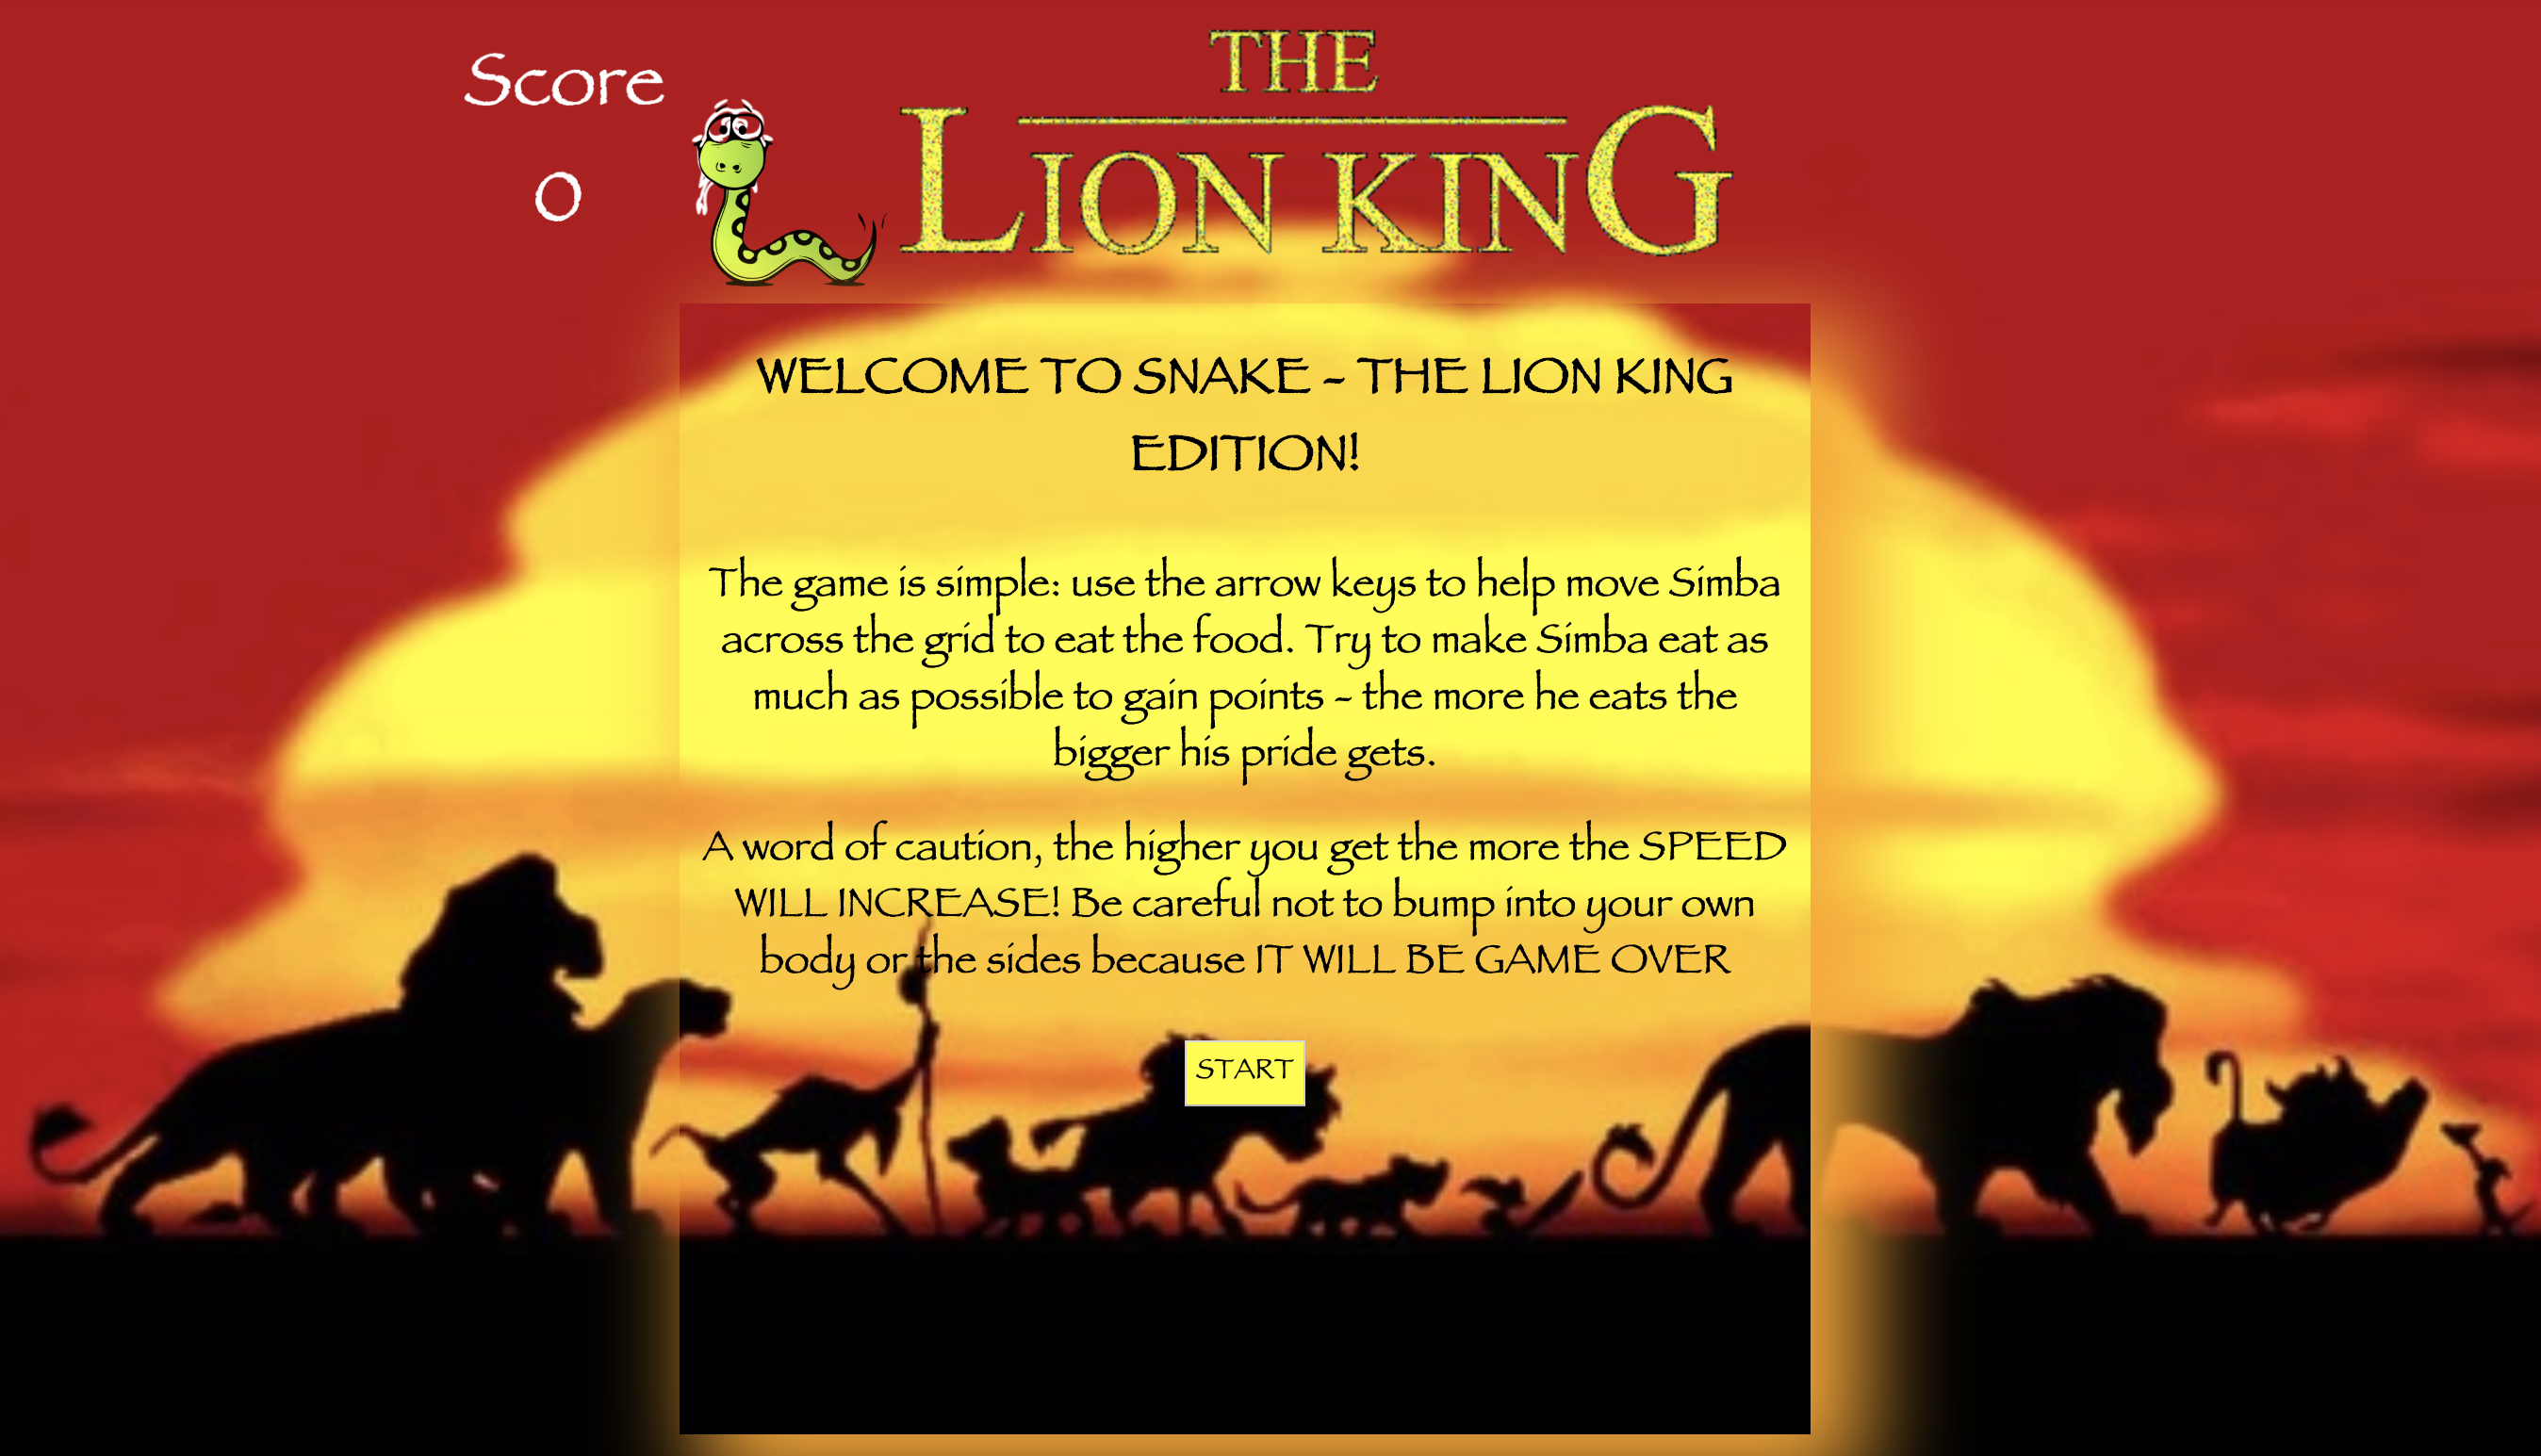 Score
0
THE
LION KING
WELCOME TO SNAKE - THE LION KING
EDITION!
The game is simple: use the arrow keys to help move Simba
across the grid to eat the food. Try to make Simba eat as
much as possible to gain points - the more he eats the
bigger his pride gets.
A word of caution, the higher you get the more the SPEED
WILL INCREASE! Be careful not to bump into your own
body or the sides because IT WILL BE GAME OVER
START